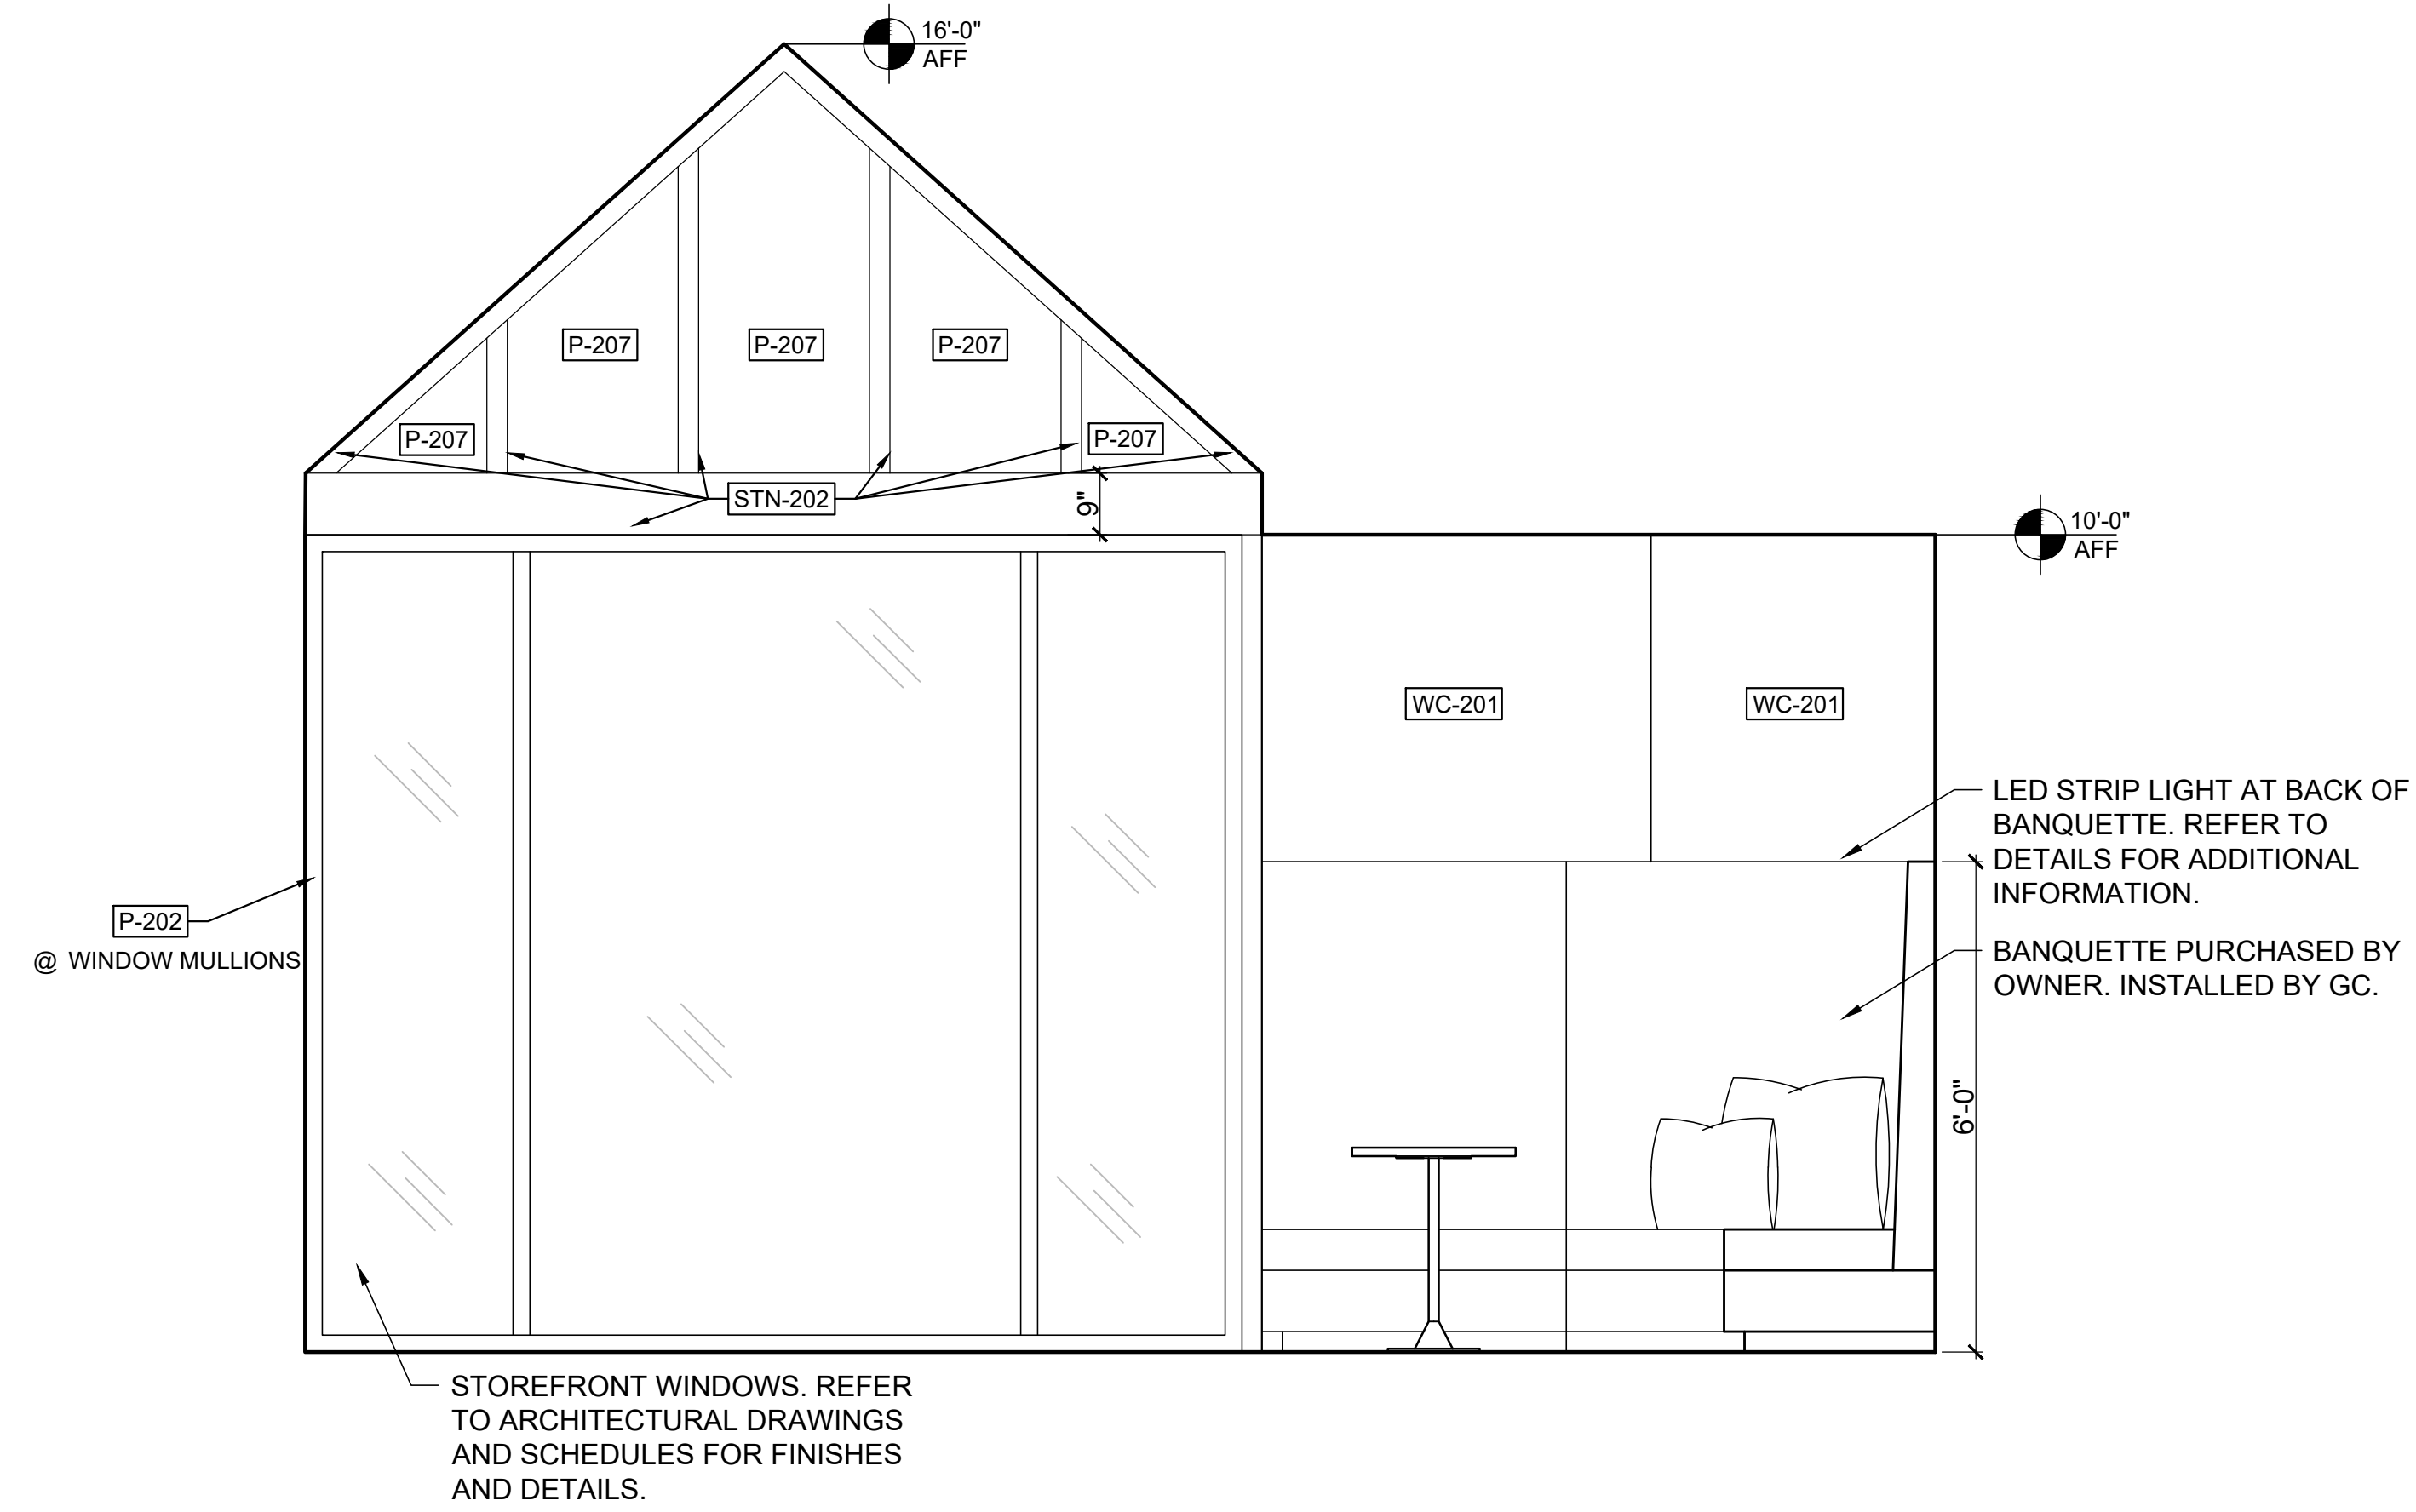 16'-0"
AFF
P-207
P-207
P-207
P-207
P-207
STN-202
9"
10'-0"
AFF
WC-201
WC-201
LED STRIP LIGHT AT BACK OF
BANQUETTE. REFER TO
DETAILS FOR ADDITIONAL
INFORMATION.
P-202
@ WINDOW MULLIONS
BANQUETTE PURCHASED BY
OWNER. INSTALLED BY GC.
6'-0"
STOREFRONT WINDOWS. REFER
TO ARCHITECTURAL DRAWINGS
AND SCHEDULES FOR FINISHES
AND DETAILS.